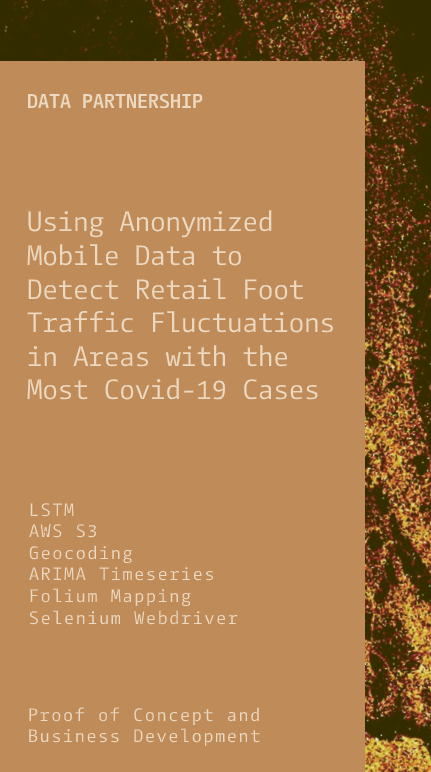 DATA PARTNERSHIP
Using Anonymized
Mobile Data to
Detect Retail Foot
Traffic Fluctuations
in Areas with the
Most Covid-19 Cases
LSTM
AWS S3
Geocoding
ARIMA Timeseries
Folium Mapping
Selenium Webdriver
Proof of Concept and
Business Development